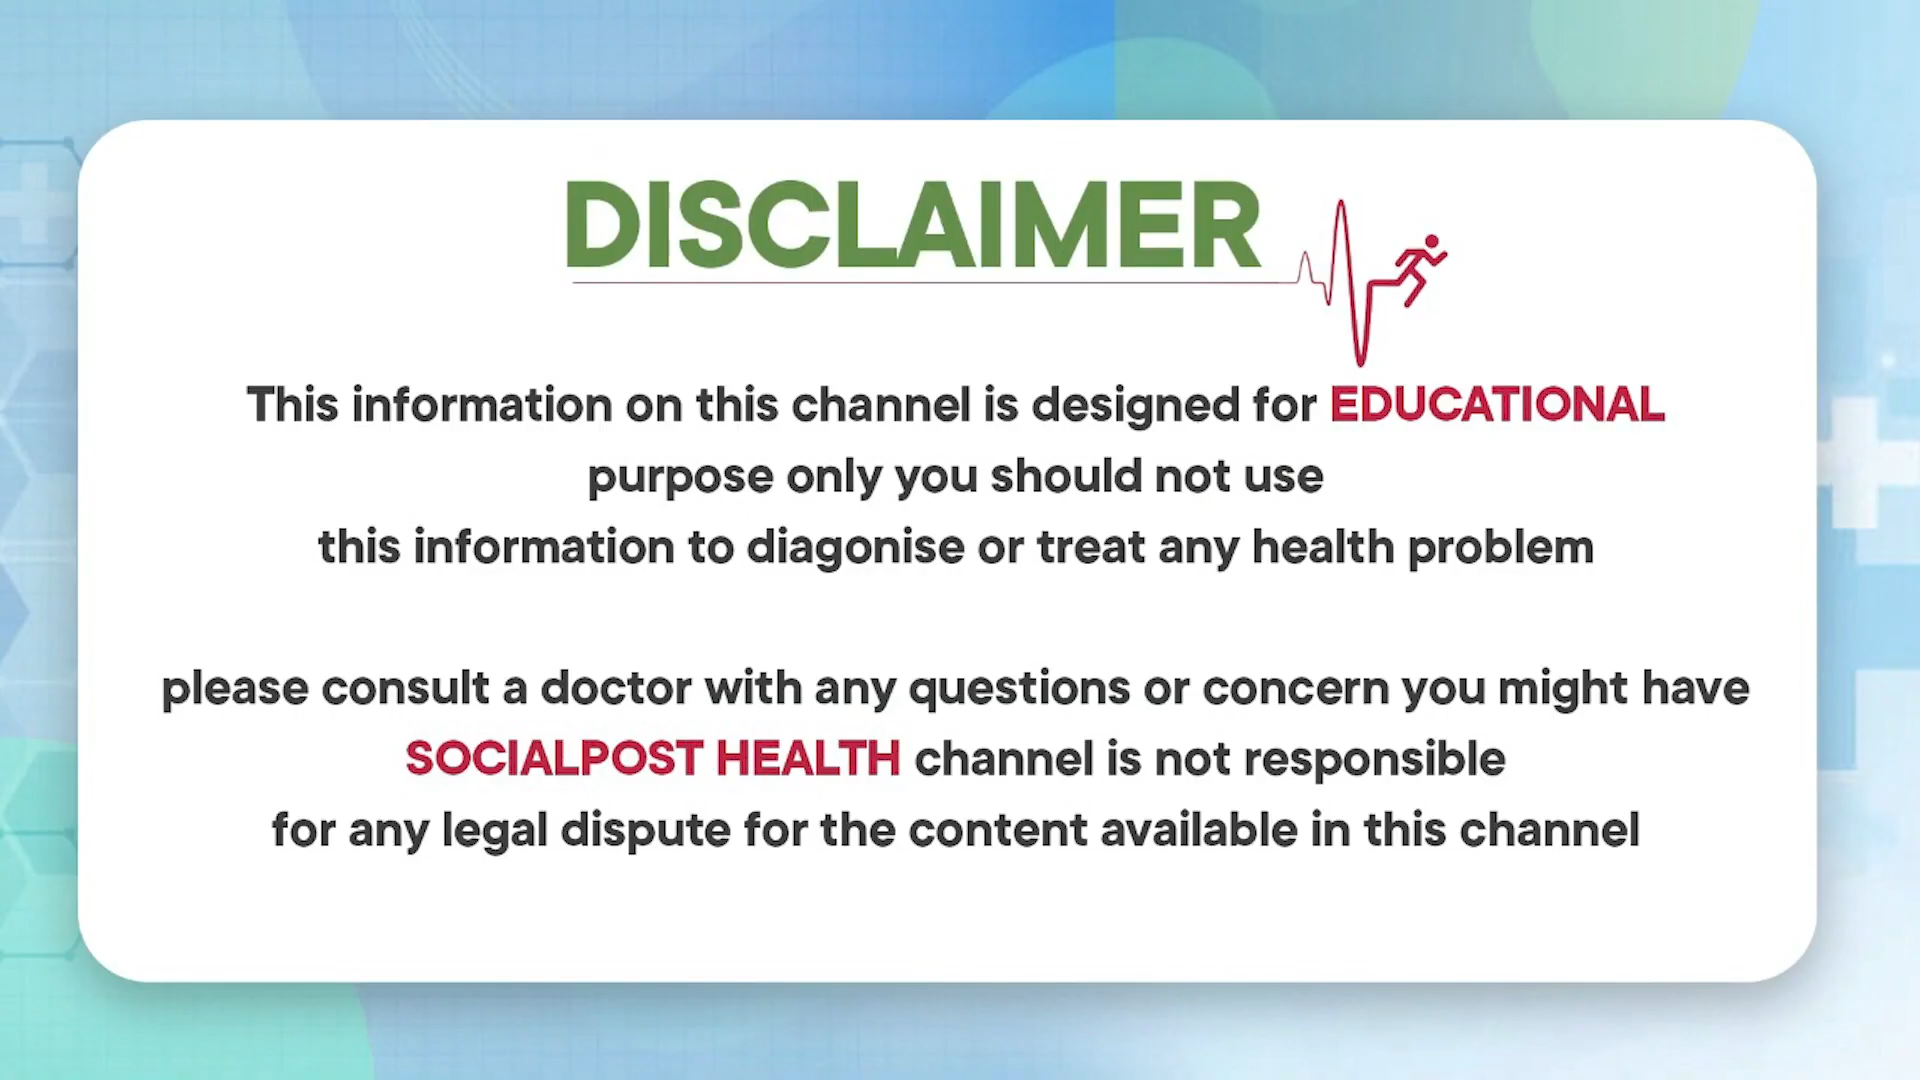 DISCLAIMER
This information on this channel is designed for EDUCATIONAL
purpose only you should not use
this information to diagonise or treat any health problem
please consult a doctor with any questions or concern you might have
SOCIALPOST HEALTH channel is not responsible
for any legal dispute for the content available in this channel